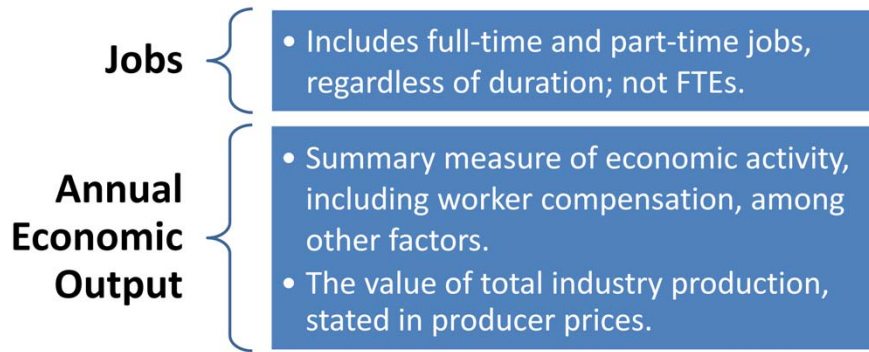 Jobs
• Includes full-time and part-time jobs,
regardless of duration; not FTEs.
Annual
Economic
Output
• Summary measure of economic activity,
including worker compensation, among
other factors.
• The value of total industry production,
stated in producer prices.